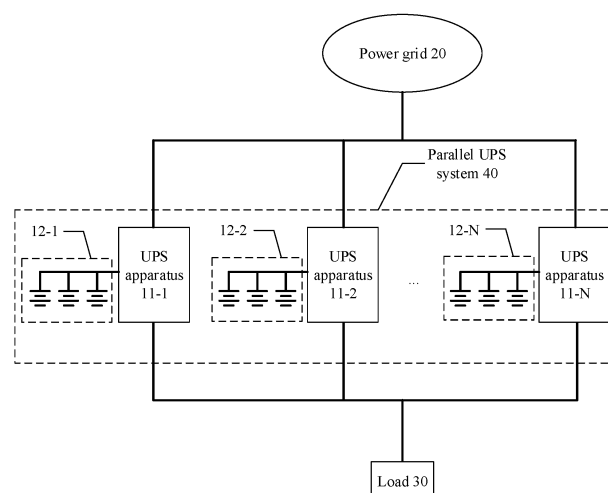 Power grid 20
Parallel UPS
system 40
12-1
UPS
apparatus
11-1
12-2
UPS
apparatus
11-2
...
12-N
UPS
apparatus
11-N
Load 30